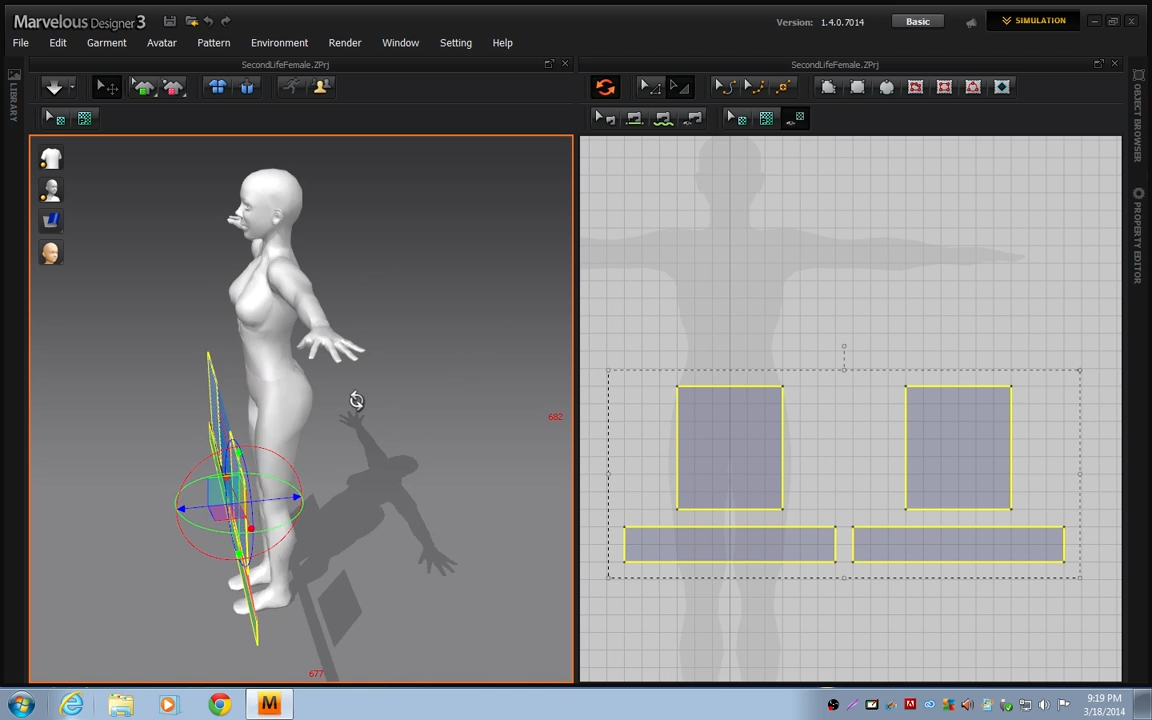 Marvelous Designer 3
Version: 1.4.0.7014
Basic
SIMULATION
File Edit Garment Avatar Pattern Environment Render Window Setting Help
SecondLifeFemale.ZPrj
SecondLifeFemale.ZPrj
LIBRARY
OBJECT BROWSER
PROPERTY EDITOR
682
677
M
9:19 PM
3/18/2014